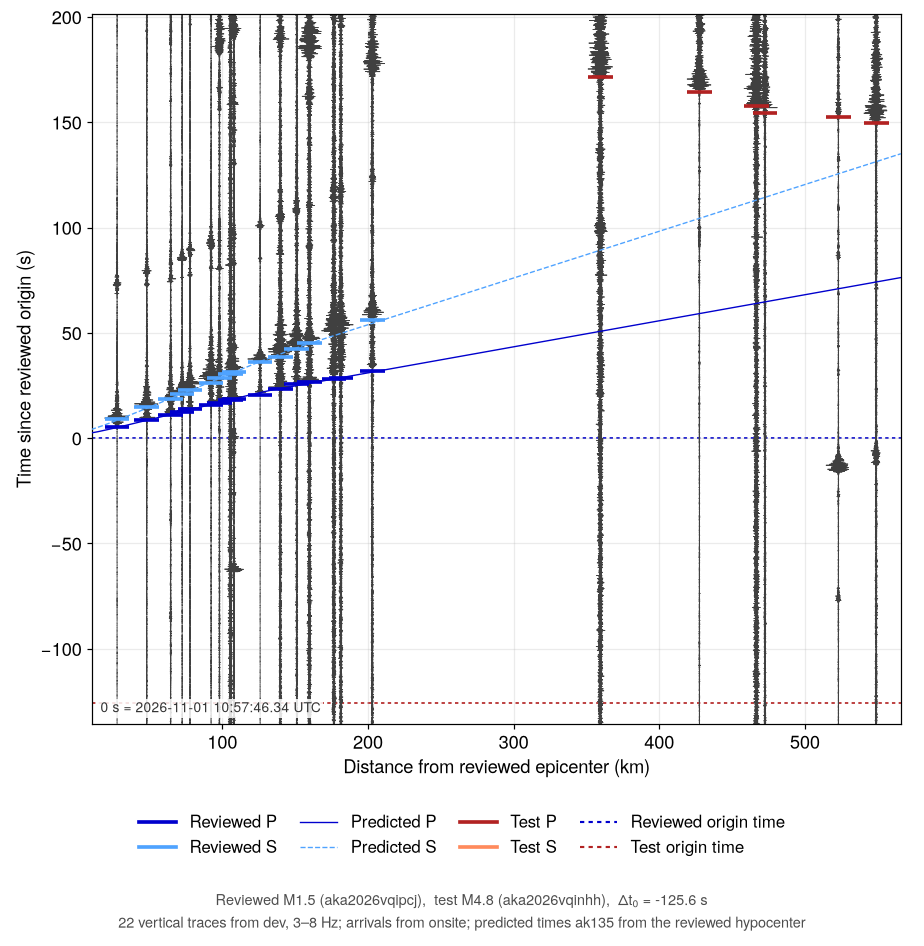 200
150
100
50
0
−50
−100
Time since reviewed origin (s)
0 s = 2026-11-01 10:57:46.34 UTC
100 200 300 400 500
Distance from reviewed epicenter (km)
Reviewed P Predicted P Test P Reviewed origin time
Reviewed S Predicted S Test S Test origin time
Reviewed M1.5 (aka2026vqipcj), test M4.8 (aka2026vqinhh), Δt₀ = -125.6 s
22 vertical traces from dev, 3–8 Hz; arrivals from onsite; predicted times ak135 from the reviewed hypocenter